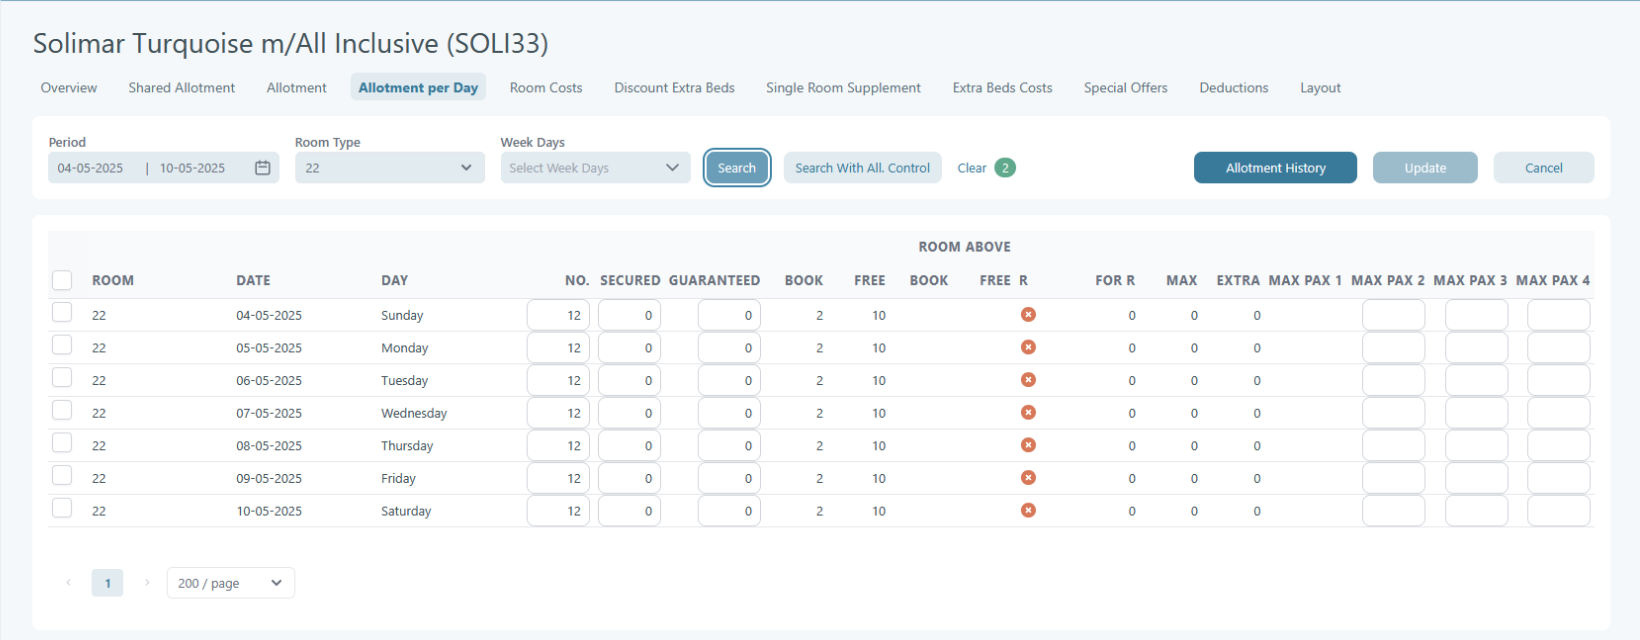 Solimar Turquoise m/All Inclusive (SOLI33)
Overview Shared Allotment Allotment Allotment per Day Room Costs Discount Extra Beds Single Room Supplement Extra Beds Costs Special Offers Deductions Layout
Period Room Type Week Days
04-05-2025 | 10-05-2025 22 Select Week Days Search Search With All. Control Clear 2 Allotment History Update Cancel
ROOM ABOVE
ROOM DATE DAY NO. SECURED GUARANTEED BOOK FREE BOOK FREE R FOR R MAX EXTRA MAX PAX 1 MAX PAX 2 MAX PAX 3 MAX PAX 4
22 04-05-2025 Sunday 12 0 0 2 10 0 0 0
22 05-05-2025 Monday 12 0 0 2 10 0 0 0
22 06-05-2025 Tuesday 12 0 0 2 10 0 0 0
22 07-05-2025 Wednesday 12 0 0 2 10 0 0 0
22 08-05-2025 Thursday 12 0 0 2 10 0 0 0
22 09-05-2025 Friday 12 0 0 2 10 0 0 0
22 10-05-2025 Saturday 12 0 0 2 10 0 0 0
1 200 / page